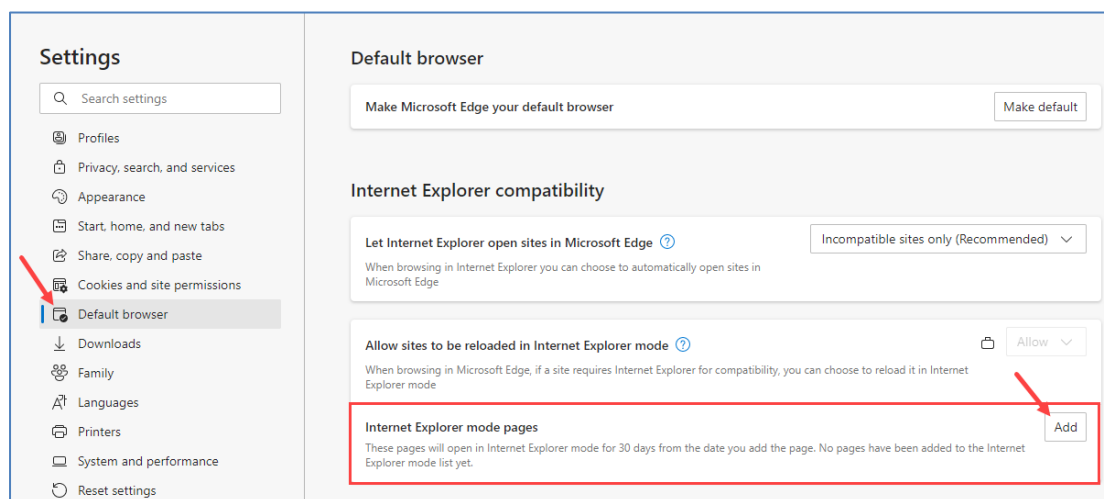 Settings
Search settings
Profiles
Privacy, search, and services
Appearance
Start, home, and new tabs
Share, copy and paste
Cookies and site permissions
Default browser
Downloads
Family
Languages
Printers
System and performance
Reset settings
Default browser
Make Microsoft Edge your default browser
Make default
Internet Explorer compatibility
Let Internet Explorer open sites in Microsoft Edge
Incompatible sites only (Recommended)
When browsing in Internet Explorer you can choose to automatically open sites in
Microsoft Edge
Allow sites to be reloaded in Internet Explorer mode
Allow
When browsing in Microsoft Edge, if a site requires Internet Explorer for compatibility, you can choose to reload it in Internet
Explorer mode
Internet Explorer mode pages
Add
These pages will open in Internet Explorer mode for 30 days from the date you add the page. No pages have been added to the Internet
Explorer mode list yet.